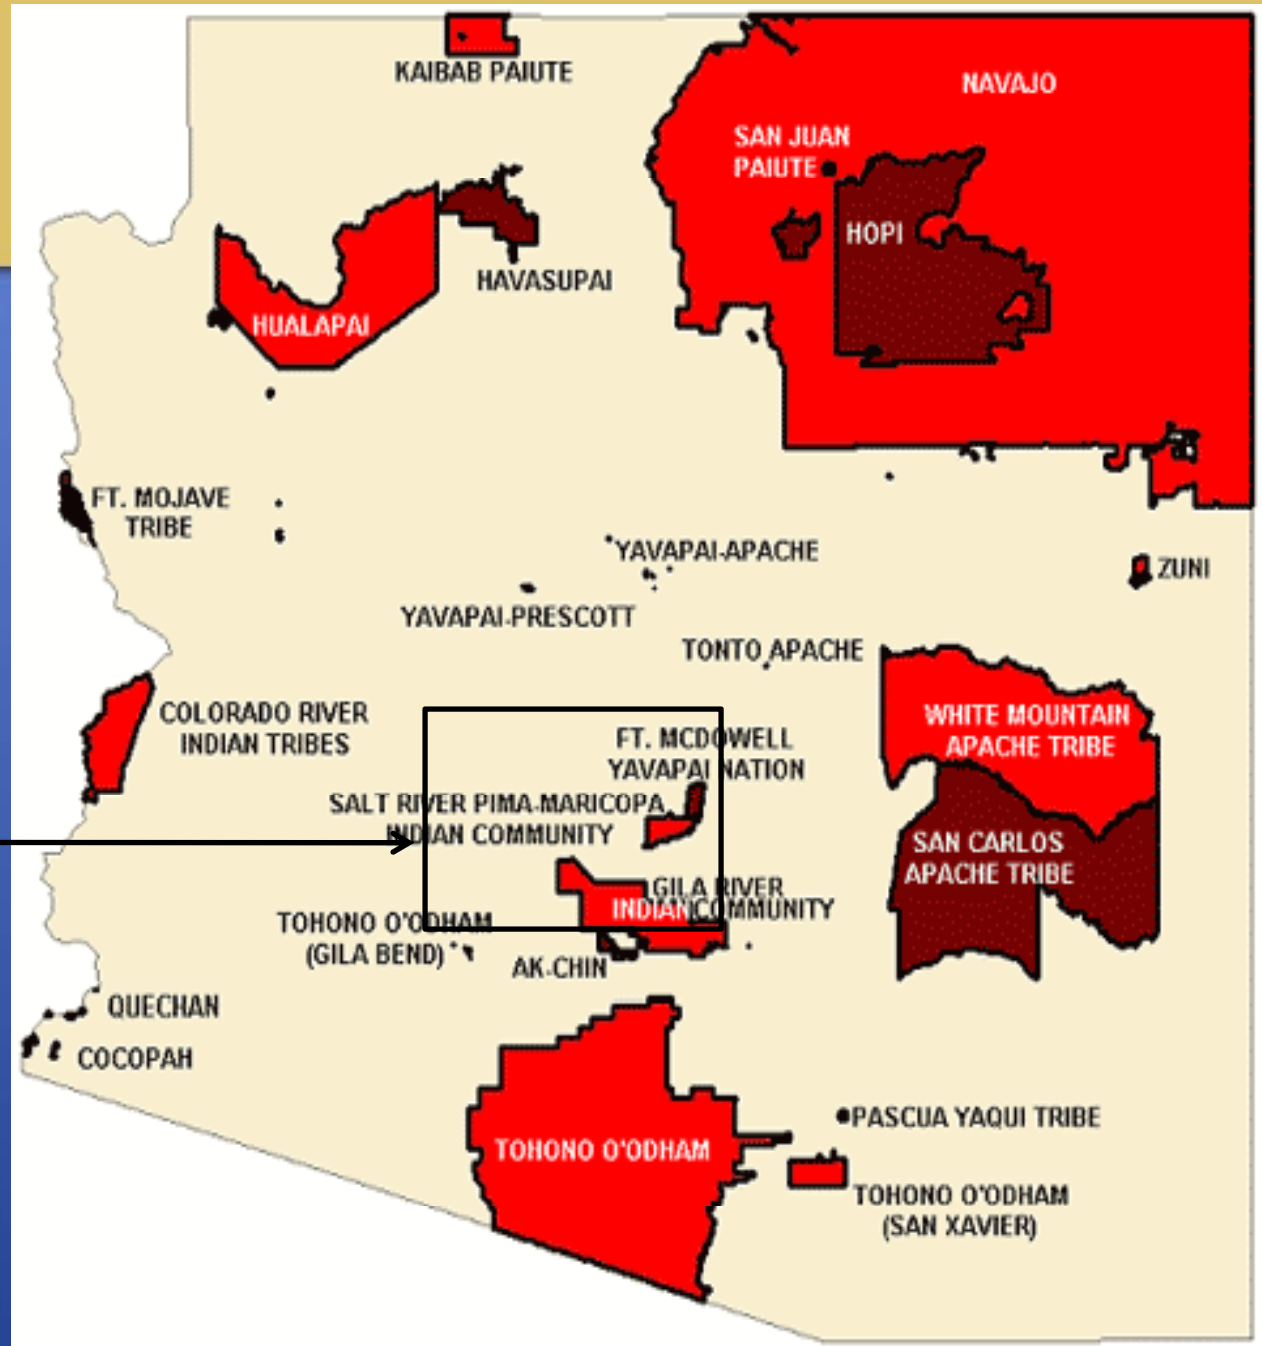 KAIBAB PAIUTE
NAVAJO
SAN JUAN
PAIUTE
HOPI
HAVASUPAI
HUALAPAI
FT. MOJAVE
TRIBE
YAVAPAI-APACHE
ZUNI
YAVAPAI-PRESCOTT
TONTO APACHE
COLORADO RIVER
INDIAN TRIBES
WHITE MOUNTAIN
APACHE TRIBE
FT. MCDOWELL
YAVAPAI NATION
SALT RIVER PIMA-MARICOPA
INDIAN COMMUNITY
SAN CARLOS
APACHE TRIBE
GILA RIVER
INDIAN COMMUNITY
TOHONO O'ODHAM
(GILA BEND)
AK-CHIN
QUECHAN
COCOPAH
PASCUA YAQUI TRIBE
TOHONO O'ODHAM
TOHONO O'ODHAM
(SAN XAVIER)